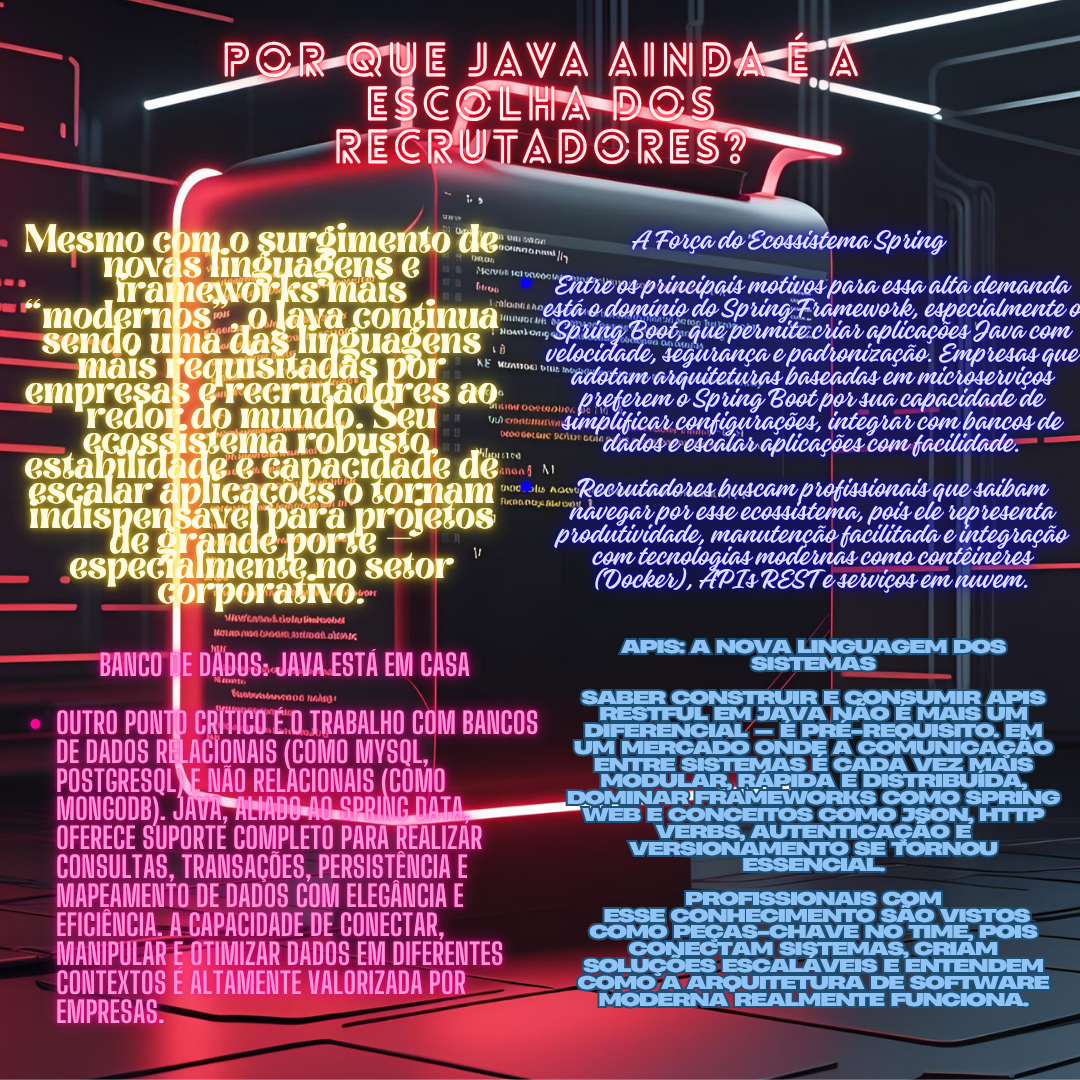 POR QUE JAVA AINDA É A
ESCOLHA DOS
RECRUTADORES?
Mesmo com o surgimento de
novas linguagens e
frameworks mais
“modernos”, o Java continua
sendo uma das linguagens
mais requisitadas por
empresas e recrutadores ao
redor do mundo. Seu
ecossistema robusto,
estabilidade e capacidade de
escalar aplicações o tornam
indispensável para projetos
de grande porte —
especialmente no setor
corporativo.
A Força do Ecossistema Spring
Entre os principais motivos para essa alta demanda
está o domínio do Spring Framework, especialmente o
Spring Boot, que permite criar aplicações Java com
velocidade, segurança e padronização. Empresas que
adotam arquiteturas baseadas em microserviços
preferem o Spring Boot por sua capacidade de
simplificar configurações, integrar com bancos de
dados e escalar aplicações com facilidade.
Recrutadores buscam profissionais que saibam
navegar por esse ecossistema, pois ele representa
produtividade, manutenção facilitada e integração
com tecnologias modernas como contêineres
(Docker), APIs REST e serviços em nuvem.
BANCO DE DADOS: JAVA ESTÁ EM CASA
OUTRO PONTO CRÍTICO É O TRABALHO COM BANCOS
DE DADOS RELACIONAIS (COMO MYSQL,
POSTGRESQL) E NÃO RELACIONAIS (COMO
MONGODB). JAVA, ALIADO AO SPRING DATA,
OFERECE SUPORTE COMPLETO PARA REALIZAR
CONSULTAS, TRANSAÇÕES, PERSISTÊNCIA E
MAPEAMENTO DE DADOS COM ELEGÂNCIA E
EFICIÊNCIA. A CAPACIDADE DE CONECTAR,
MANIPULAR E OTIMIZAR DADOS EM DIFERENTES
CONTEXTOS É ALTAMENTE VALORIZADA POR
EMPRESAS.
APIS: A NOVA LINGUAGEM DOS
SISTEMAS
SABER CONSTRUIR E CONSUMIR APIS
RESTFUL EM JAVA NÃO É MAIS UM
DIFERENCIAL — É PRÉ-REQUISITO. EM
UM MERCADO ONDE A COMUNICAÇÃO
ENTRE SISTEMAS É CADA VEZ MAIS
MODULAR, RÁPIDA E DISTRIBUÍDA,
DOMINAR FRAMEWORKS COMO SPRING
WEB E CONCEITOS COMO JSON, HTTP
VERBS, AUTENTICAÇÃO E
VERSIONAMENTO SE TORNOU
ESSENCIAL.
PROFISSIONAIS COM
ESSE CONHECIMENTO SÃO VISTOS
COMO PEÇAS-CHAVE NO TIME, POIS
CONECTAM SISTEMAS, CRIAM
SOLUÇÕES ESCALÁVEIS E ENTENDEM
COMO A ARQUITETURA DE SOFTWARE
MODERNA REALMENTE FUNCIONA.